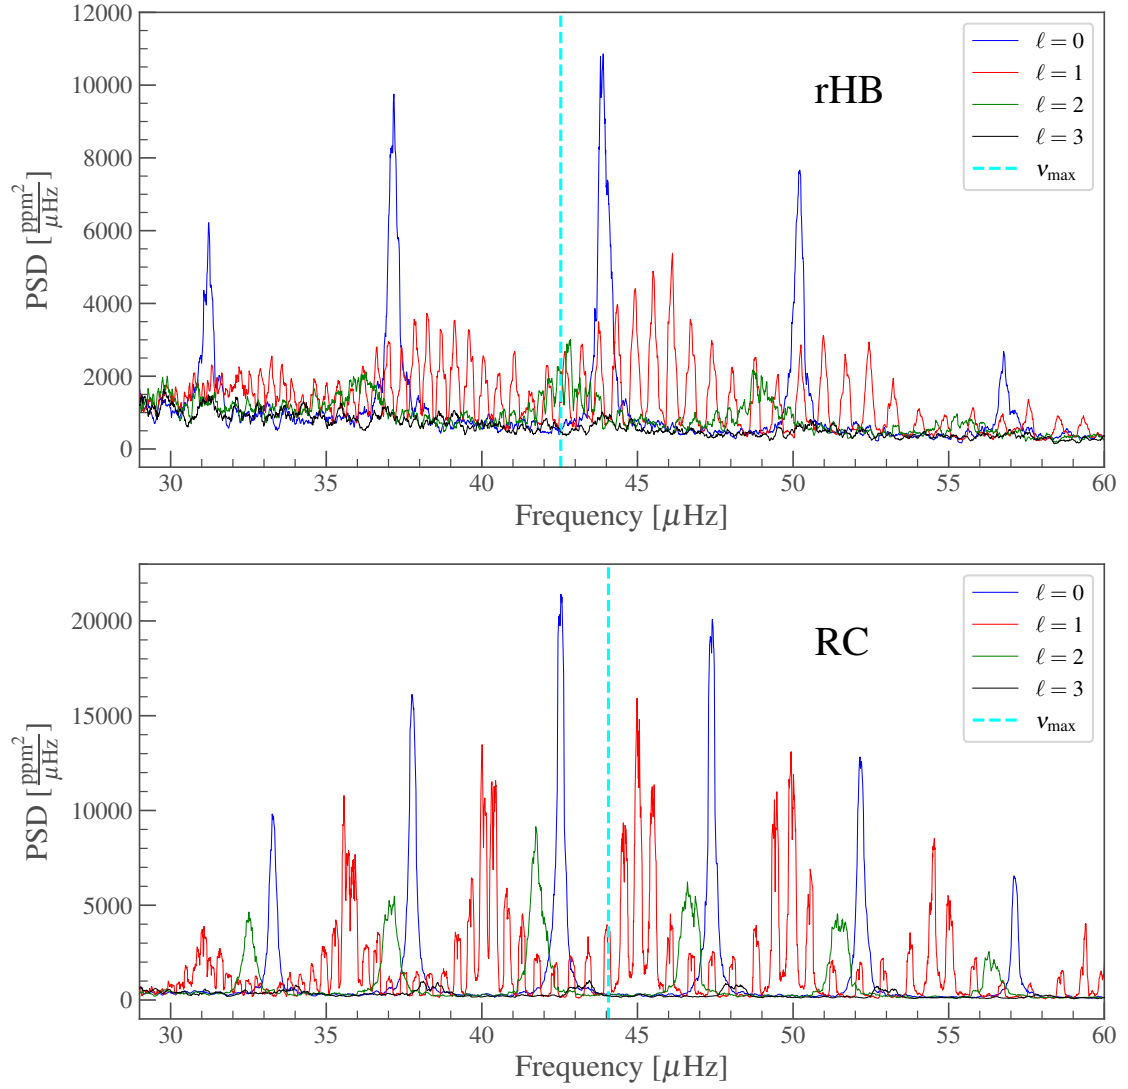 12000
10000
8000
6000
4000
2000
0
PSD [ppm²/μHz]
rHB
ℓ = 0
ℓ = 1
ℓ = 2
ℓ = 3
νmax
30 35 40 45 50 55 60
Frequency [μHz]
20000
15000
10000
5000
0
PSD [ppm²/μHz]
RC
ℓ = 0
ℓ = 1
ℓ = 2
ℓ = 3
νmax
30 35 40 45 50 55 60
Frequency [μHz]